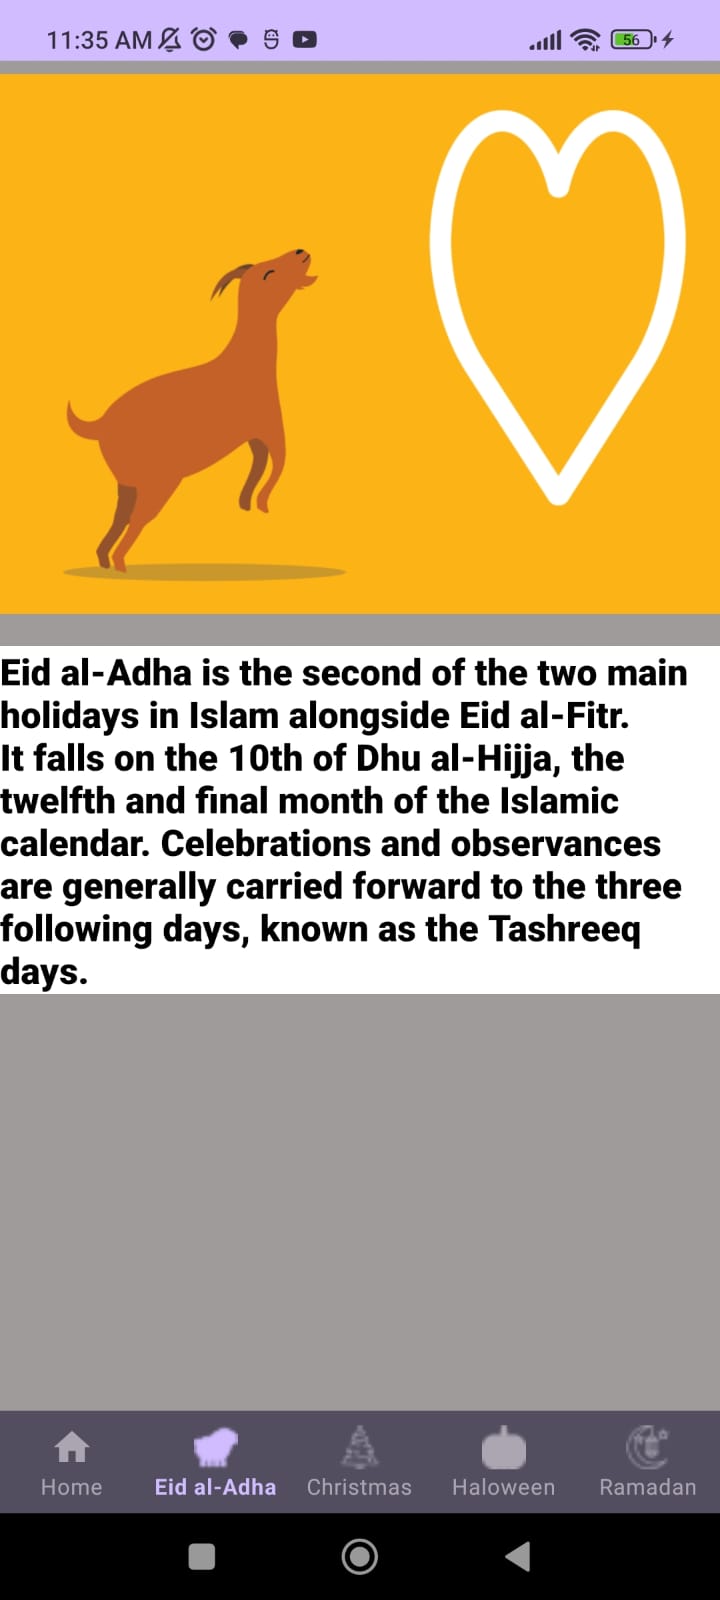 11:35 AM
56
Eid al-Adha is the second of the two main
holidays in Islam alongside Eid al-Fitr.
It falls on the 10th of Dhu al-Hijja, the
twelfth and final month of the Islamic
calendar. Celebrations and observances
are generally carried forward to the three
following days, known as the Tashreeq
days.
Home Eid al-Adha Christmas Haloween Ramadan